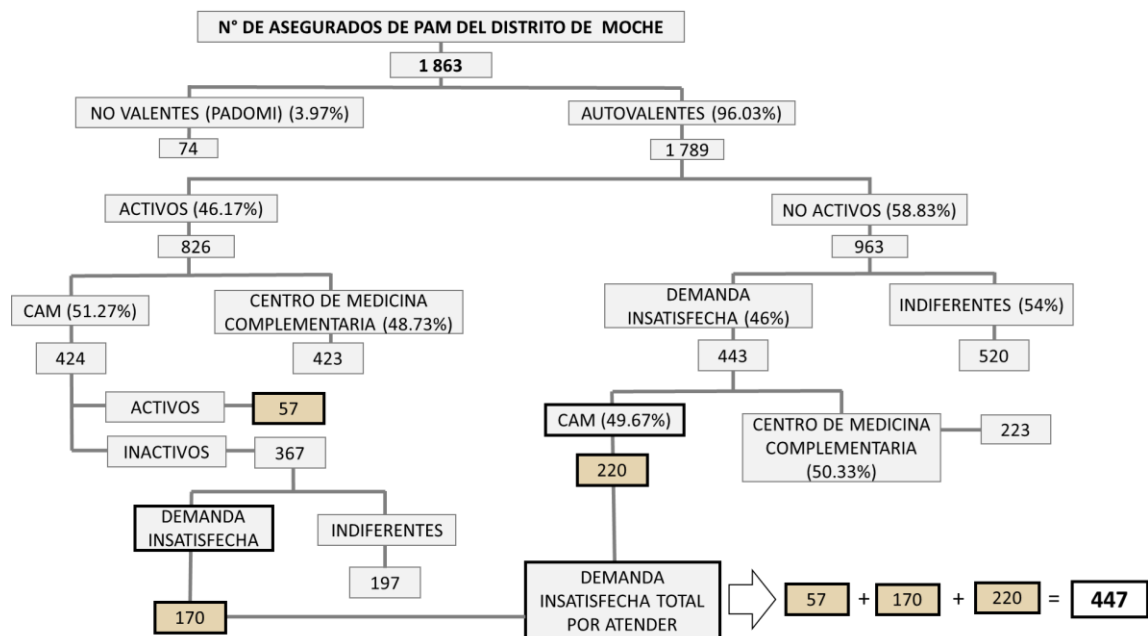 N° DE ASEGURADOS DE PAM DEL DISTRITO DE MOCHE
1 863
NO VALENTES (PADOMI) (3.97%)
AUTOVALENTES (96.03%)
74
1 789
ACTIVOS (46.17%)
NO ACTIVOS (58.83%)
826
963
CAM (51.27%)
CENTRO DE MEDICINA
COMPLEMENTARIA (48.73%)
DEMANDA
INSATISFECHA (46%)
INDIFERENTES (54%)
424
423
443
520
ACTIVOS
57
CAM (49.67%)
CENTRO DE MEDICINA
COMPLEMENTARIA
(50.33%)
223
INACTIVOS
367
220
DEMANDA
INSATISFECHA
INDIFERENTES
197
170
DEMANDA
INSATISFECHA TOTAL
POR ATENDER
57 + 170 + 220 = 447